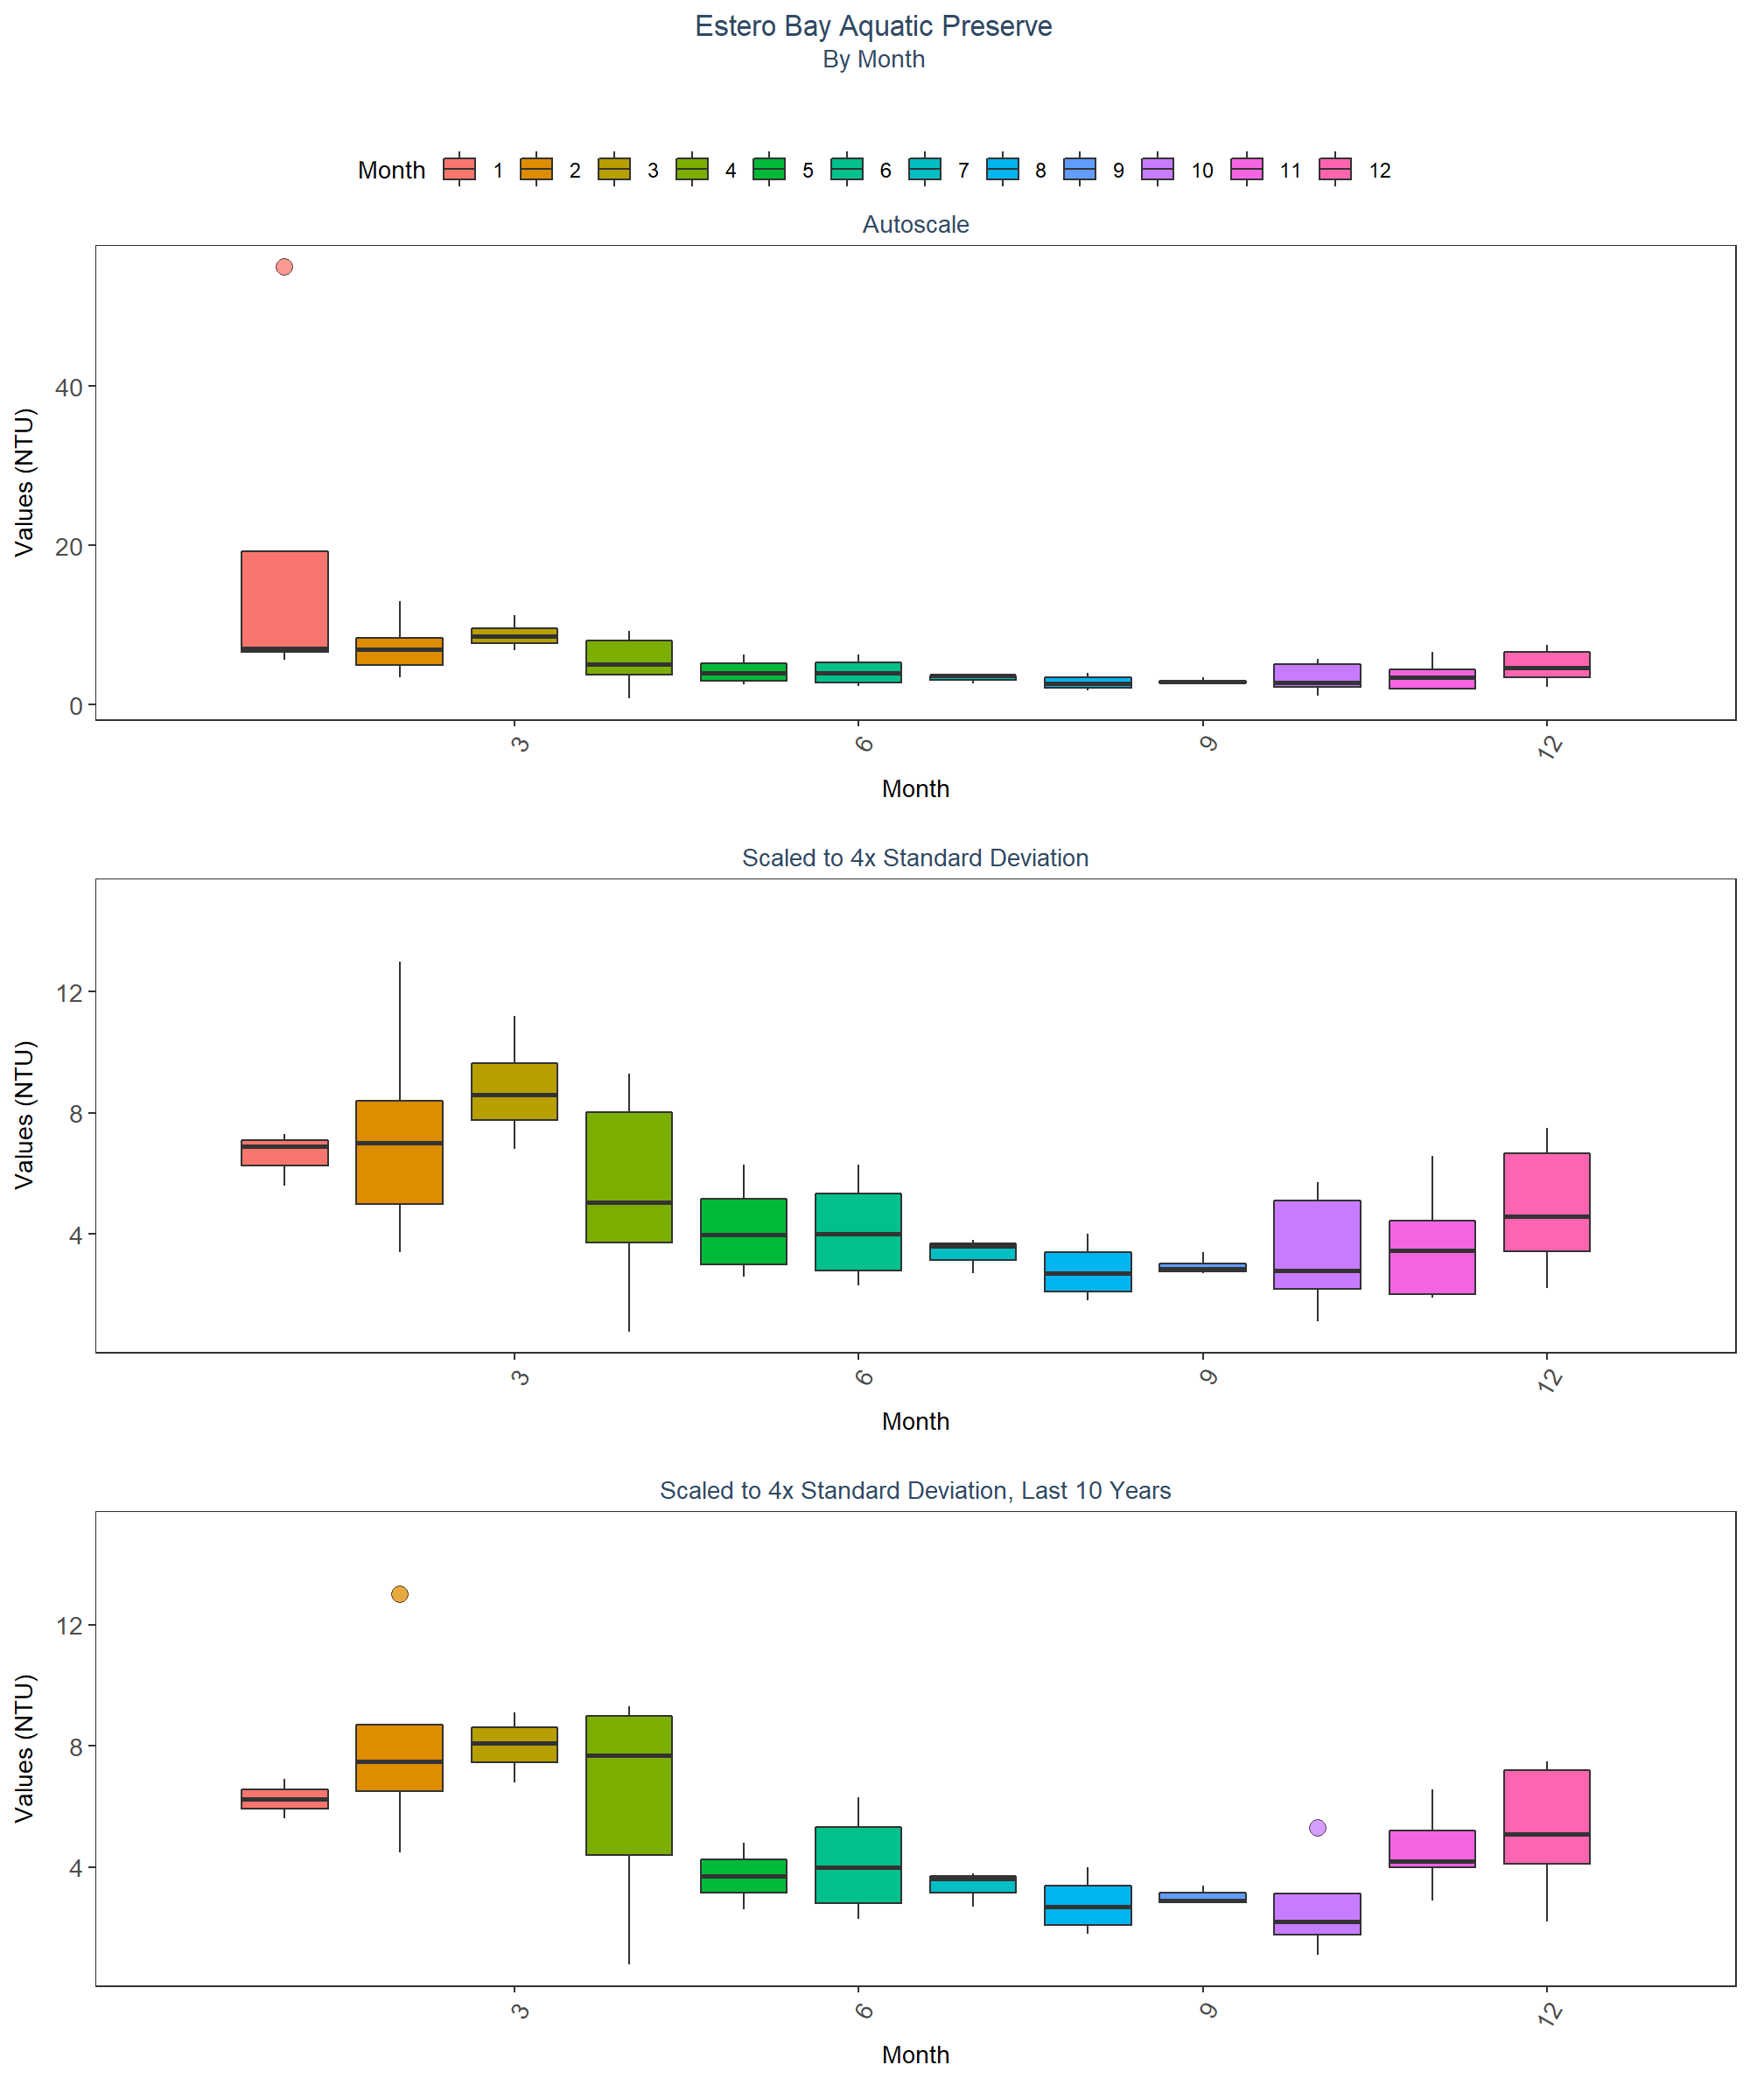 Estero Bay Aquatic Preserve
By Month
Month 1 2 3 4 5 6 7 8 9 10 11 12
Autoscale
Values (NTU)
40
20
0
3 6 9 12
Month
Scaled to 4x Standard Deviation
Values (NTU)
12
8
4
3 6 9 12
Month
Scaled to 4x Standard Deviation, Last 10 Years
Values (NTU)
12
8
4
3 6 9 12
Month